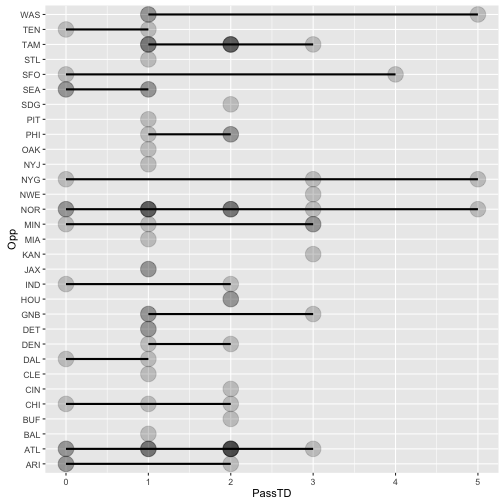 WAS
TEN
TAM
STL
SFO
SEA
SDG
PIT
PHI
OAK
NYJ
NYG
NWE
NOR
MIN
MIA
KAN
JAX
IND
HOU
GNB
DET
DEN
DAL
CLE
CIN
CHI
BUF
BAL
ATL
ARI
Opp
0 1 2 3 4 5
PassTD